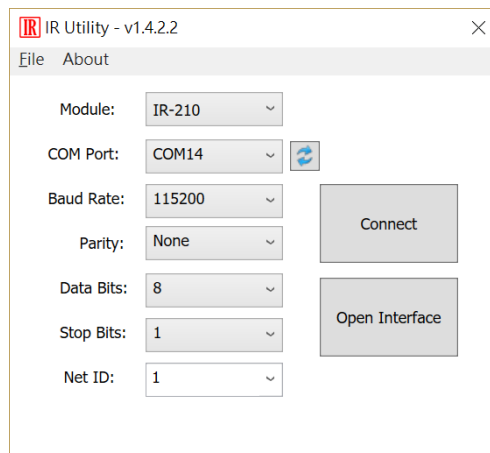 IR IR Utility - v1.4.2.2
File About
Module: IR-210
COM Port: COM14
Baud Rate: 115200
Connect
Parity: None
Data Bits: 8
Open Interface
Stop Bits: 1
Net ID: 1